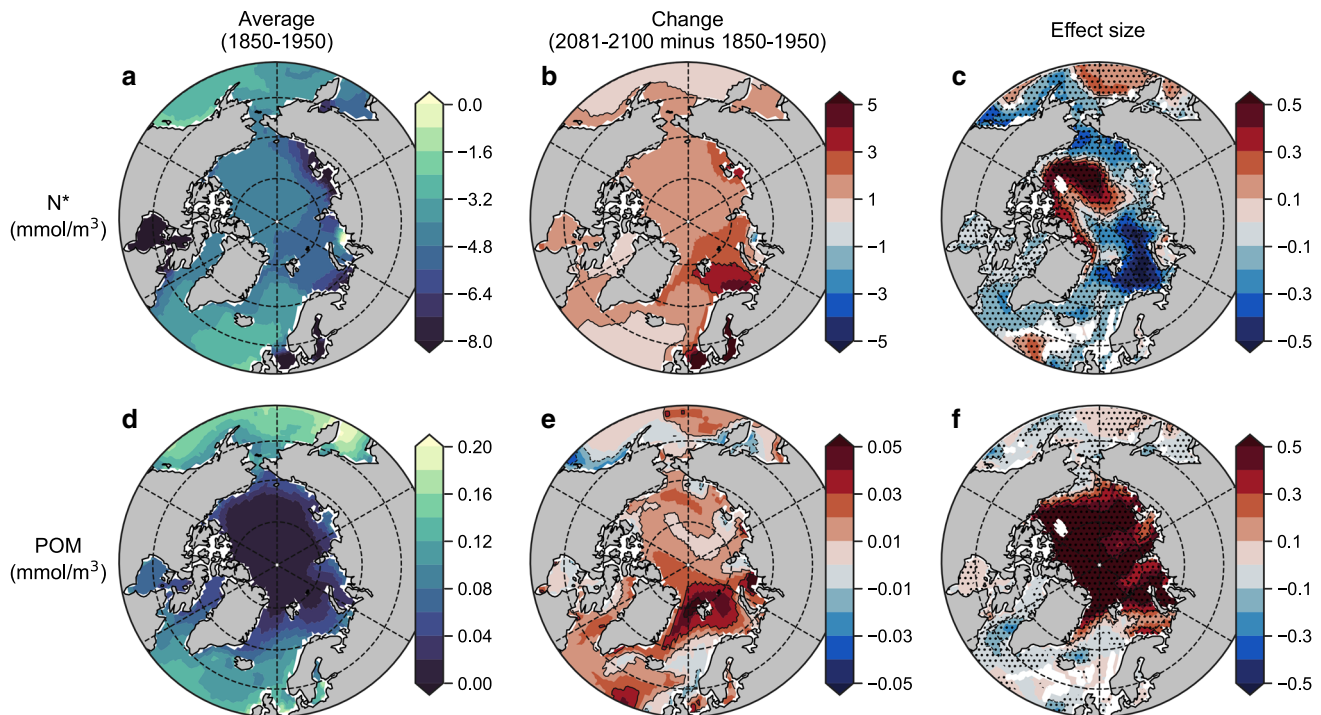 Average
(1850-1950)
Change
(2081-2100 minus 1850-1950)
Effect size
a
b
c
N*
(mmol/m³)
0.0
−1.6
−3.2
−4.8
−6.4
−8.0
5
3
1
−1
−3
−5
0.5
0.3
0.1
−0.1
−0.3
−0.5
d
e
f
POM
(mmol/m³)
0.20
0.16
0.12
0.08
0.04
0.00
0.05
0.03
0.01
−0.01
−0.03
−0.05
0.5
0.3
0.1
−0.1
−0.3
−0.5